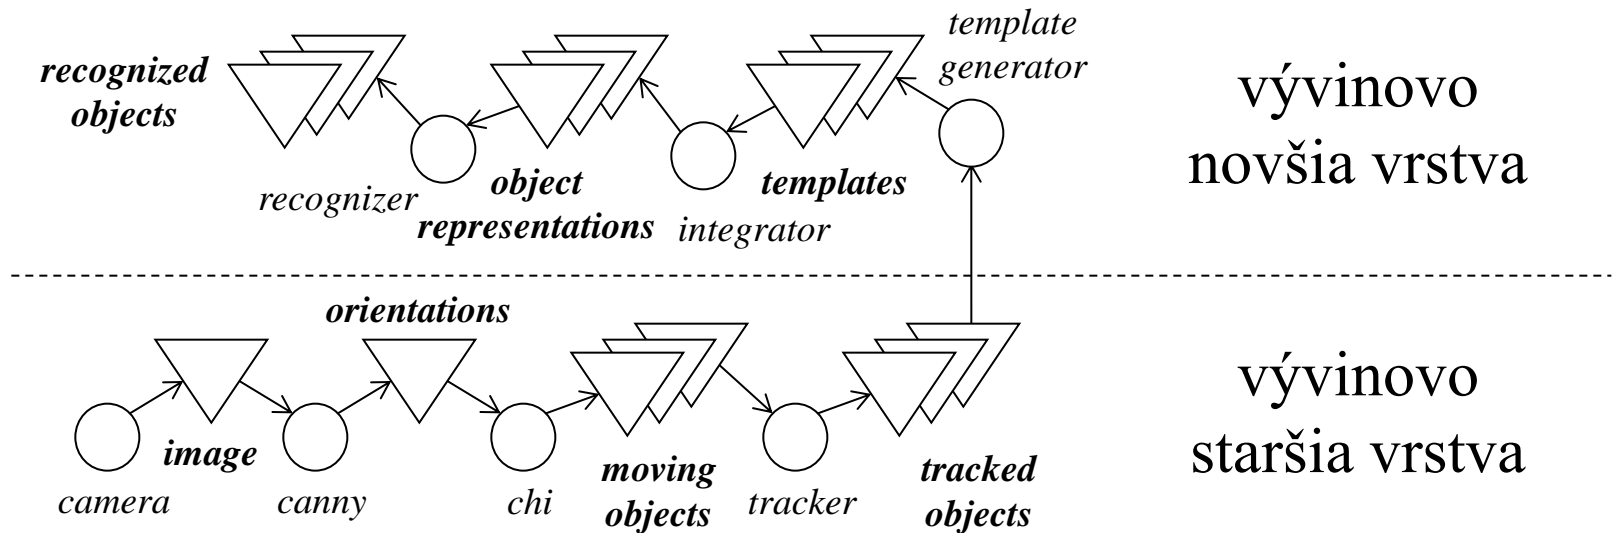 template
generator
recognized
objects
recognizer
object
representations
integrator
templates
vývinovo
novšia vrstva
orientations
image
camera
canny
chi
moving
objects
tracker
tracked
objects
vývinovo
staršia vrstva